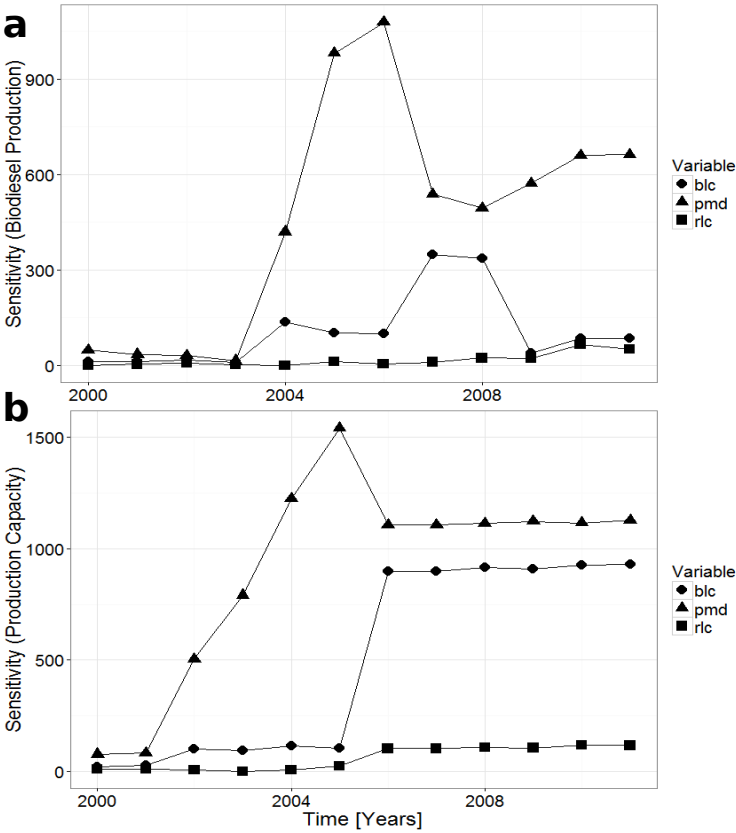 a
Sensitivity (Biodiesel Production)
900
600
300
0
2000 2004 2008
Variable
blc
pmd
rlc
b
Sensitivity (Production Capacity)
1500
1000
500
0
2000 2004 2008
Time [Years]
Variable
blc
pmd
rlc